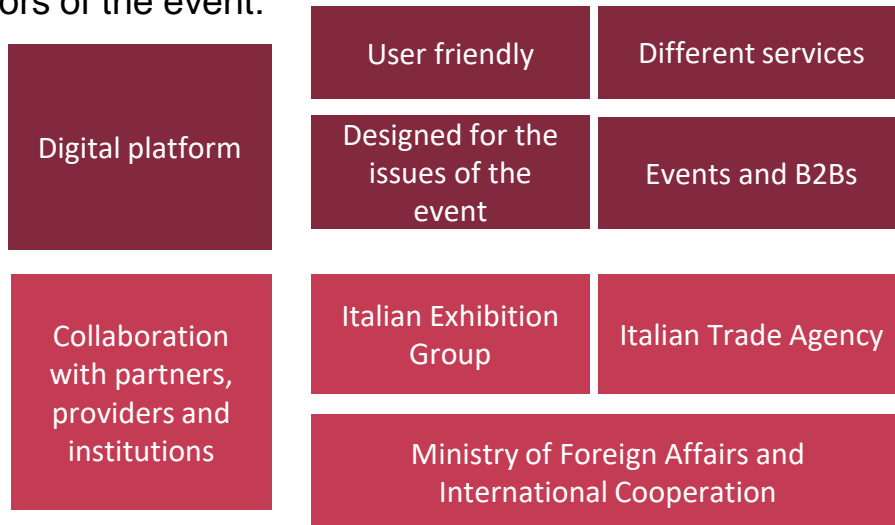 ors of the event.
Digital platform
User friendly
Different services
Designed for the
issues of the
event
Events and B2Bs
Collaboration
with partners,
providers and
institutions
Italian Exhibition
Group
Italian Trade Agency
Ministry of Foreign Affairs and
International Cooperation